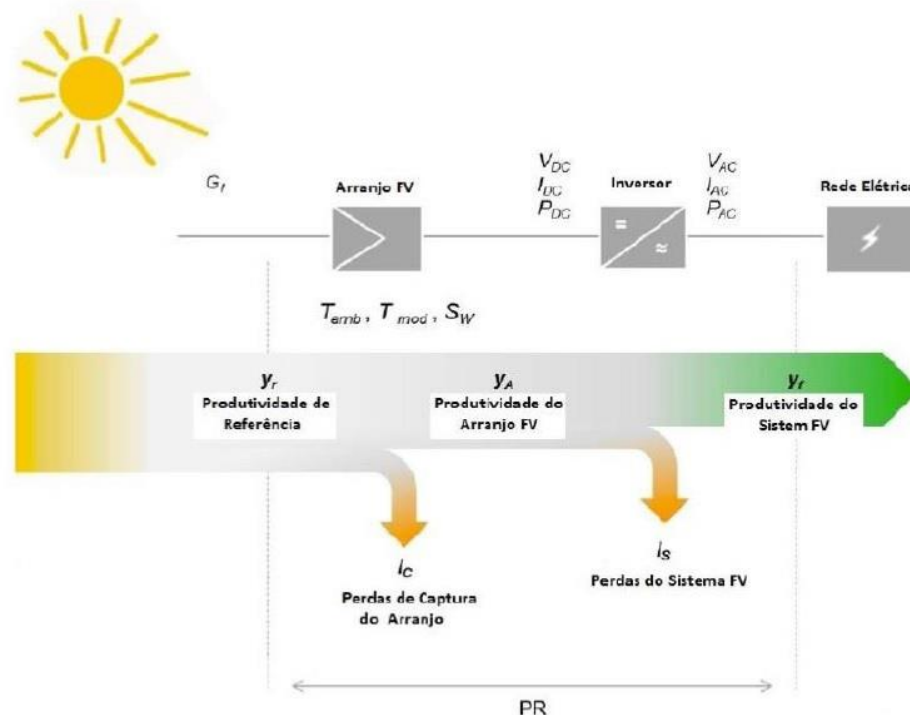 G_I
Arranjo FV
V_DC
I_DC
P_DC
Inversor
V_AC
I_AC
P_AC
Rede Elétrica
T_amb , T_mod , S_W
y_r
Produtividade de
Referência
y_A
Produtividade do
Arranjo FV
y_f
Produtividade do
Sistem FV
l_C
Perdas de Captura
do Arranjo
l_S
Perdas do Sistema FV
PR